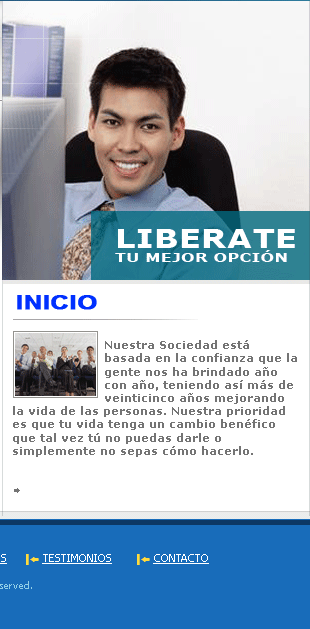 LIBERATE
TU MEJOR OPCIÓN
INICIO
Nuestra Sociedad está
basada en la confianza que la
gente nos ha brindado año
con año, teniendo así más de
veinticinco años mejorando
la vida de las personas. Nuestra prioridad
es que tu vida tenga un cambio benéfico
que tal vez tú no puedas darle o
simplemente no sepas cómo hacerlo.
S TESTIMONIOS CONTACTO
served.